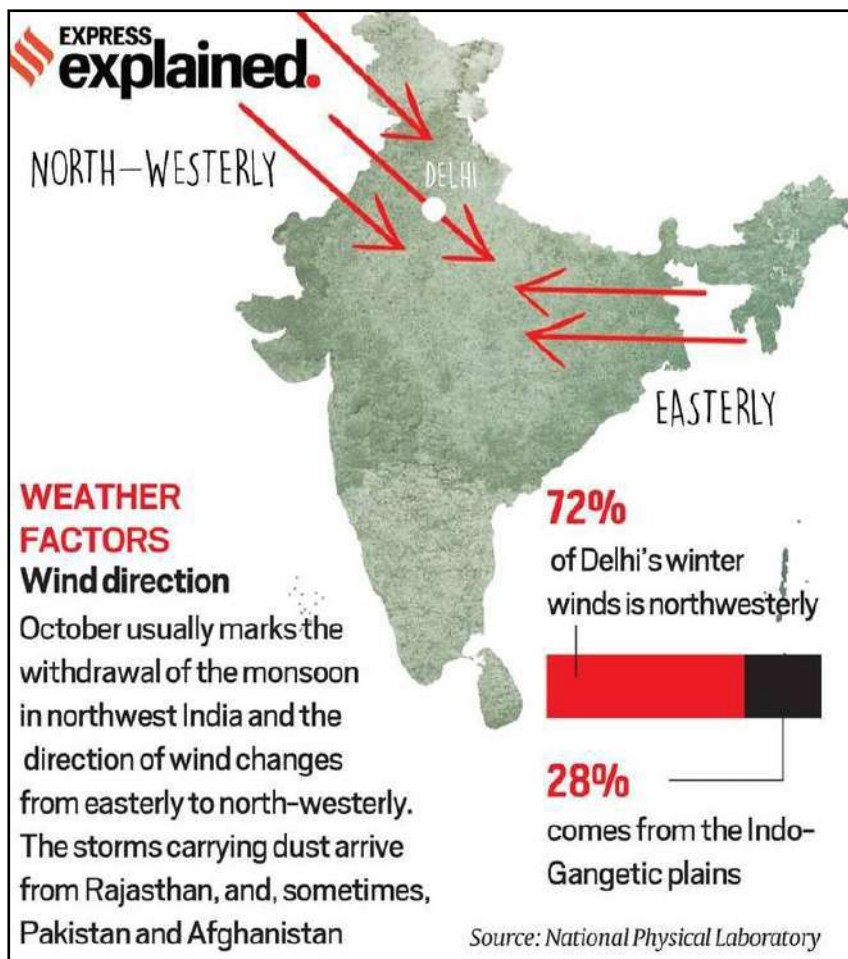 EXPRESS
explained.
NORTH-WESTERLY
DELHI
EASTERLY
WEATHER
FACTORS
Wind direction
October usually marks the
withdrawal of the monsoon
in northwest India and the
direction of wind changes
from easterly to north-westerly.
The storms carrying dust arrive
from Rajasthan, and, sometimes,
Pakistan and Afghanistan
72%
of Delhi's winter
winds is northwesterly
28%
comes from the Indo-
Gangetic plains
Source: National Physical Laboratory